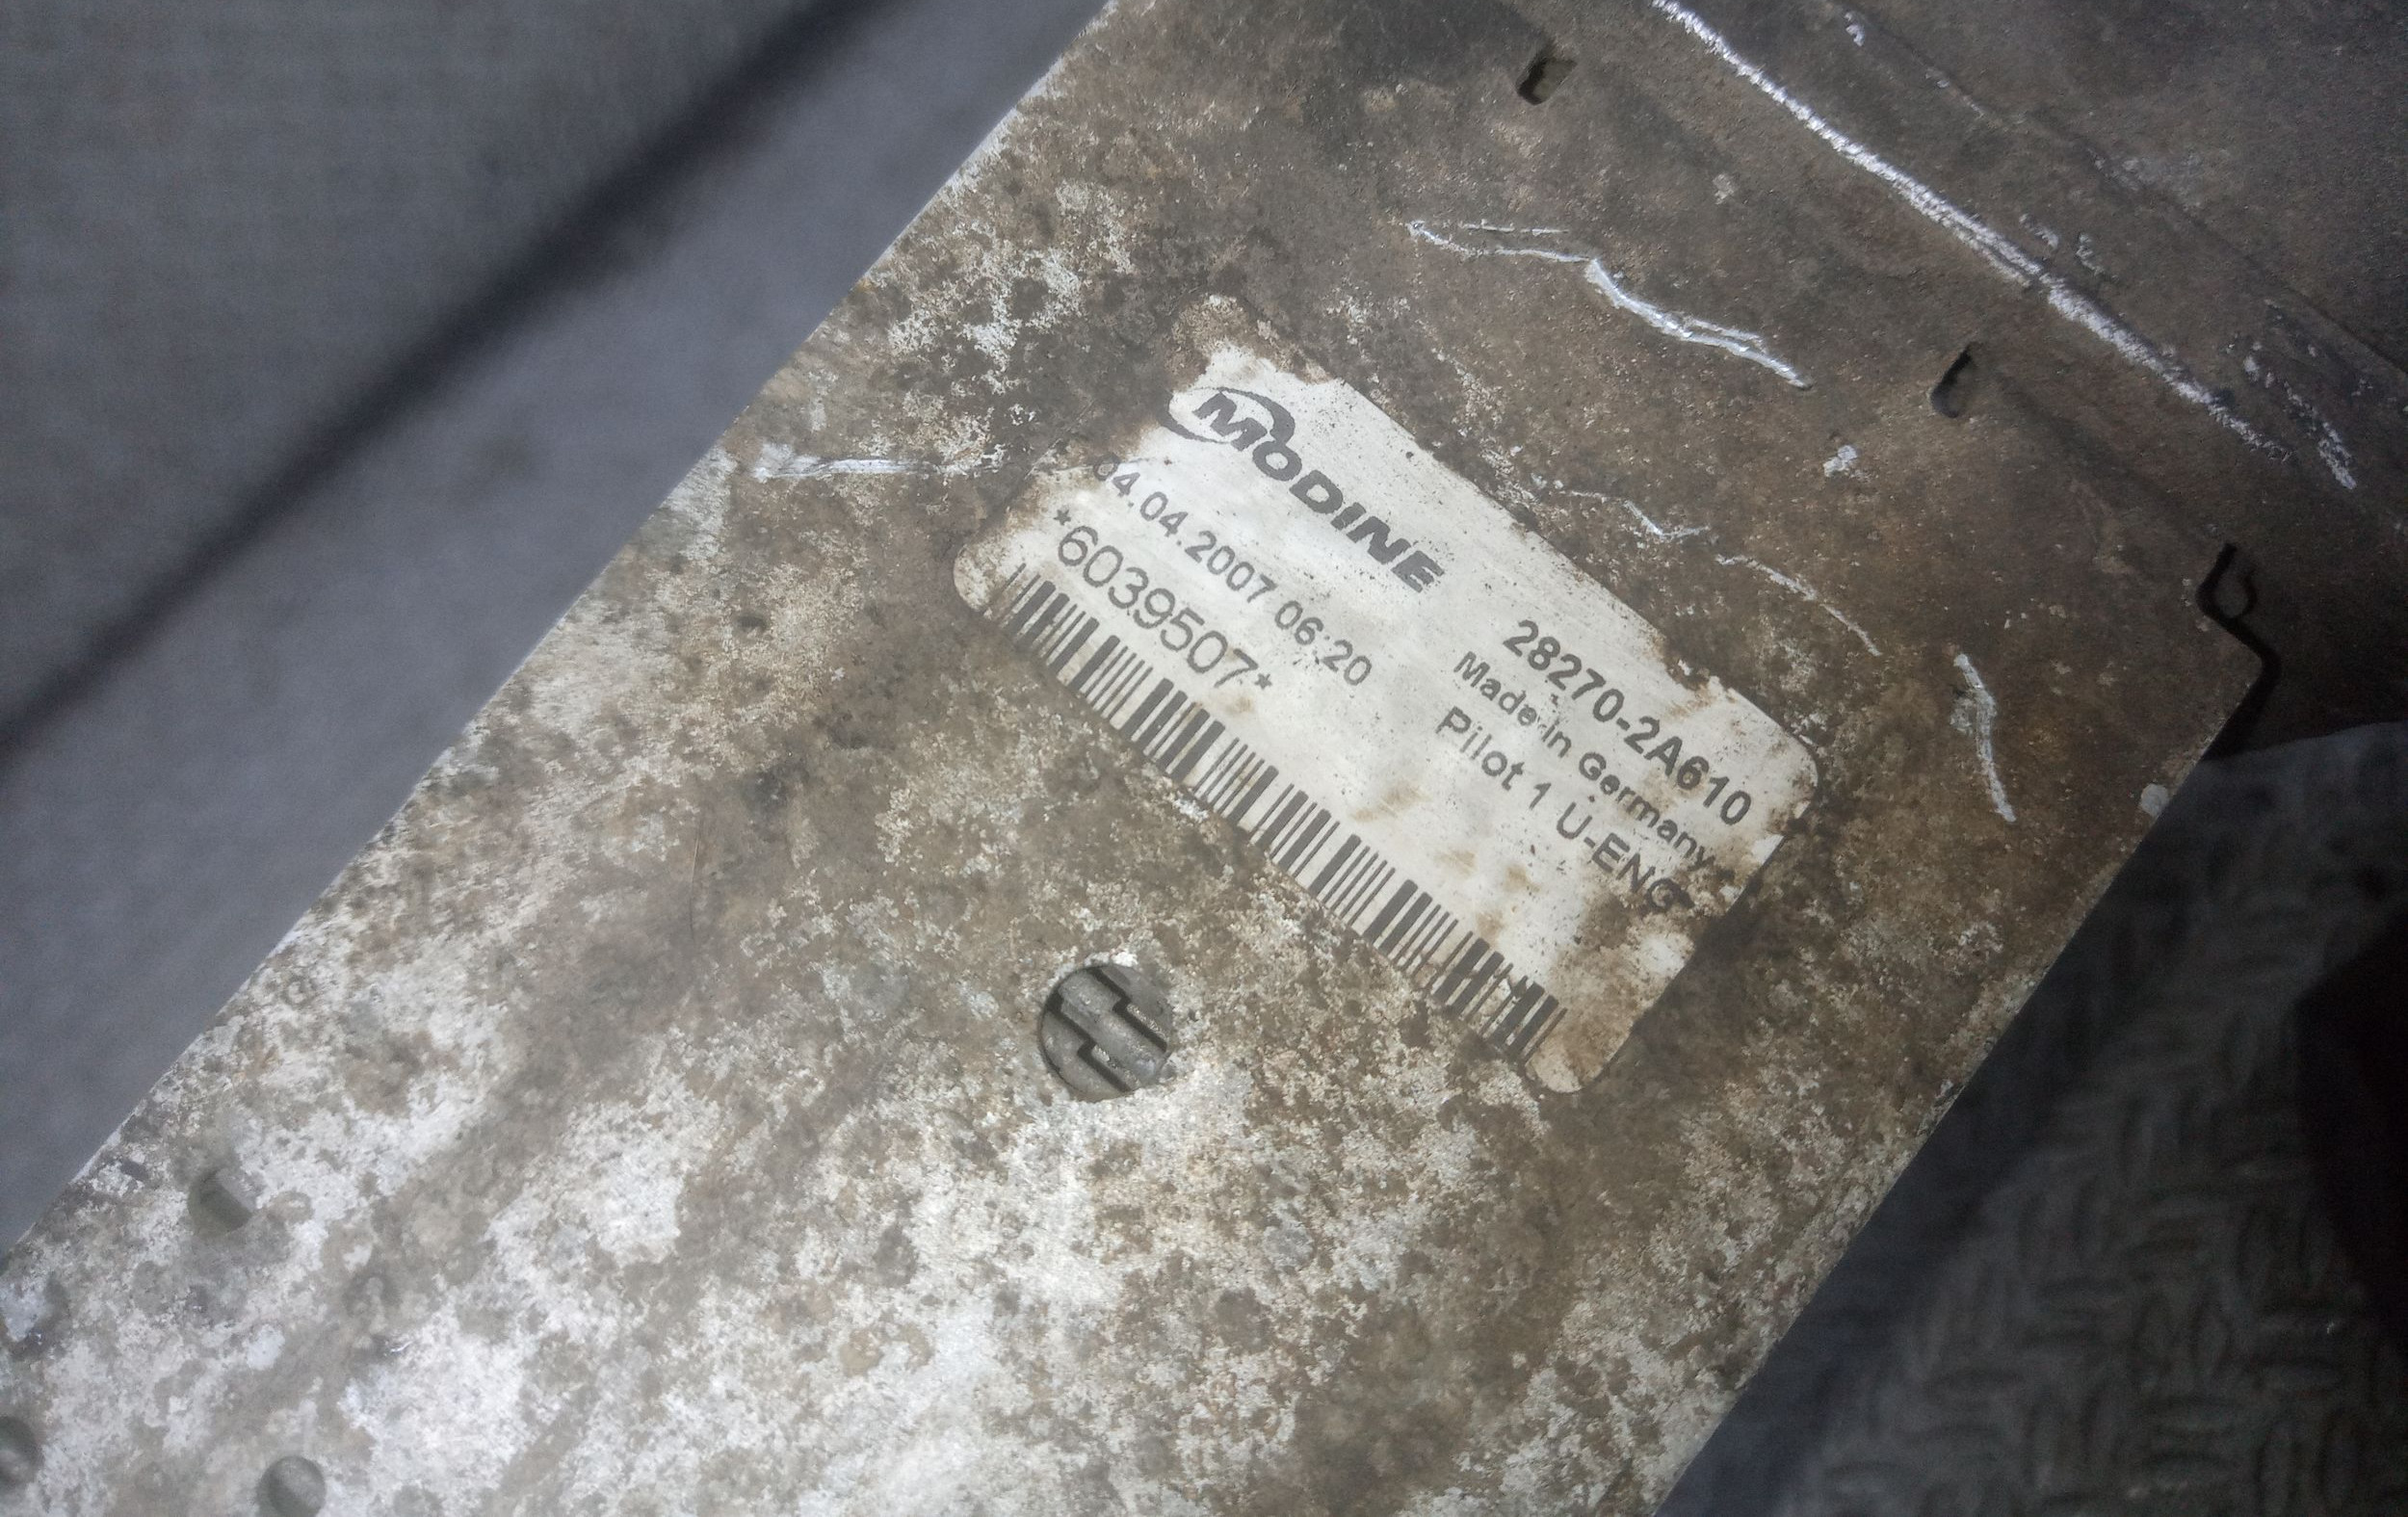 MODINE
28270-2A610
04.04.2007 06:20
Made in Germany
*6039507*
Pilot 1 U-ENG